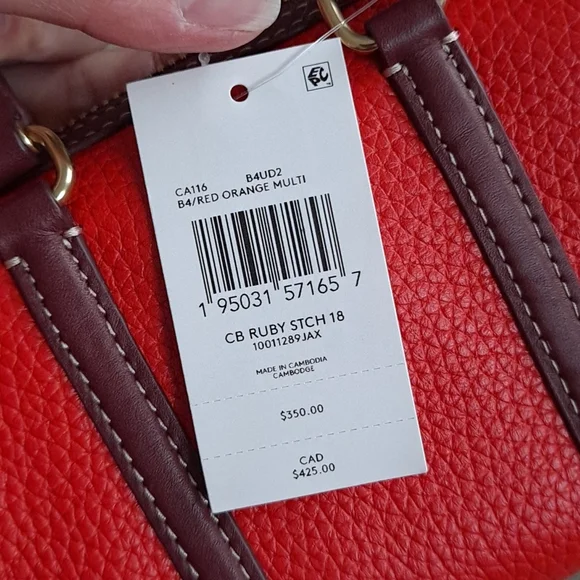 EPC
CA116 B4UD2
B4/RED ORANGE MULTI
1 95031 57165 7
CB RUBY STCH 18
10011289JAX
MADE IN CAMBODIA
CAMBODGE
$350.00
CAD
$425.00